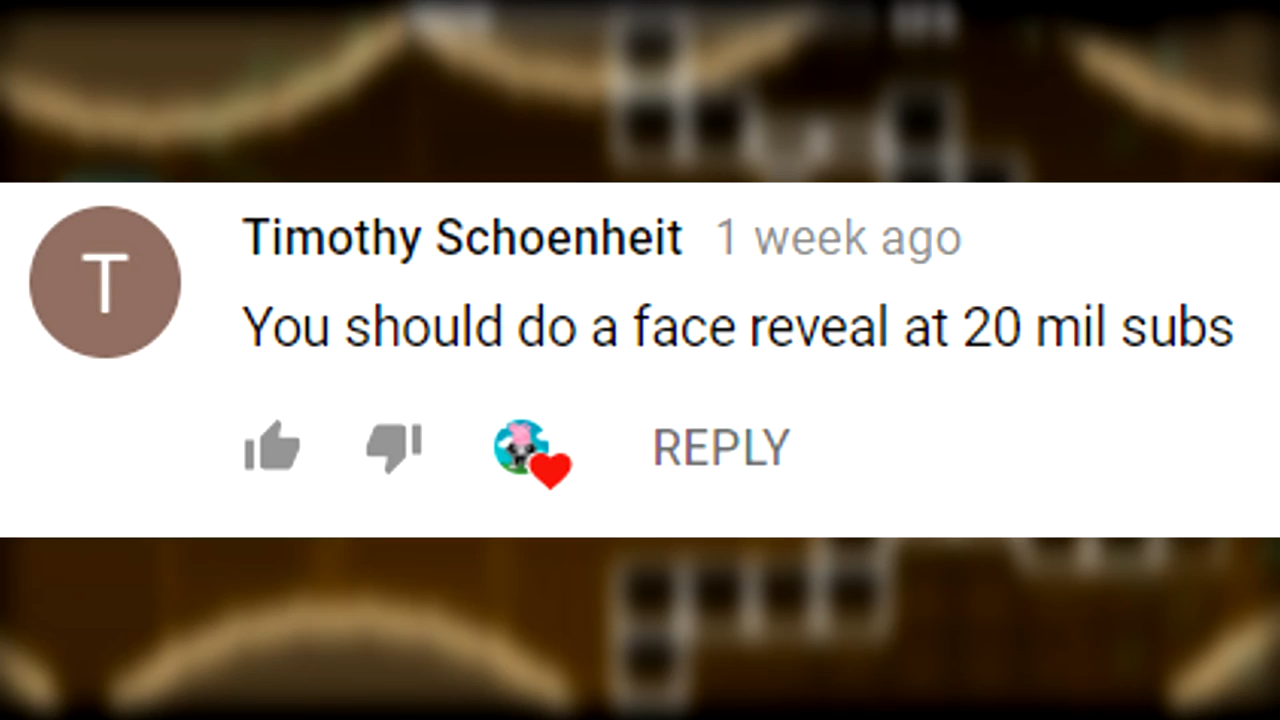 T
Timothy Schoenheit 1 week ago
You should do a face reveal at 20 mil subs
REPLY